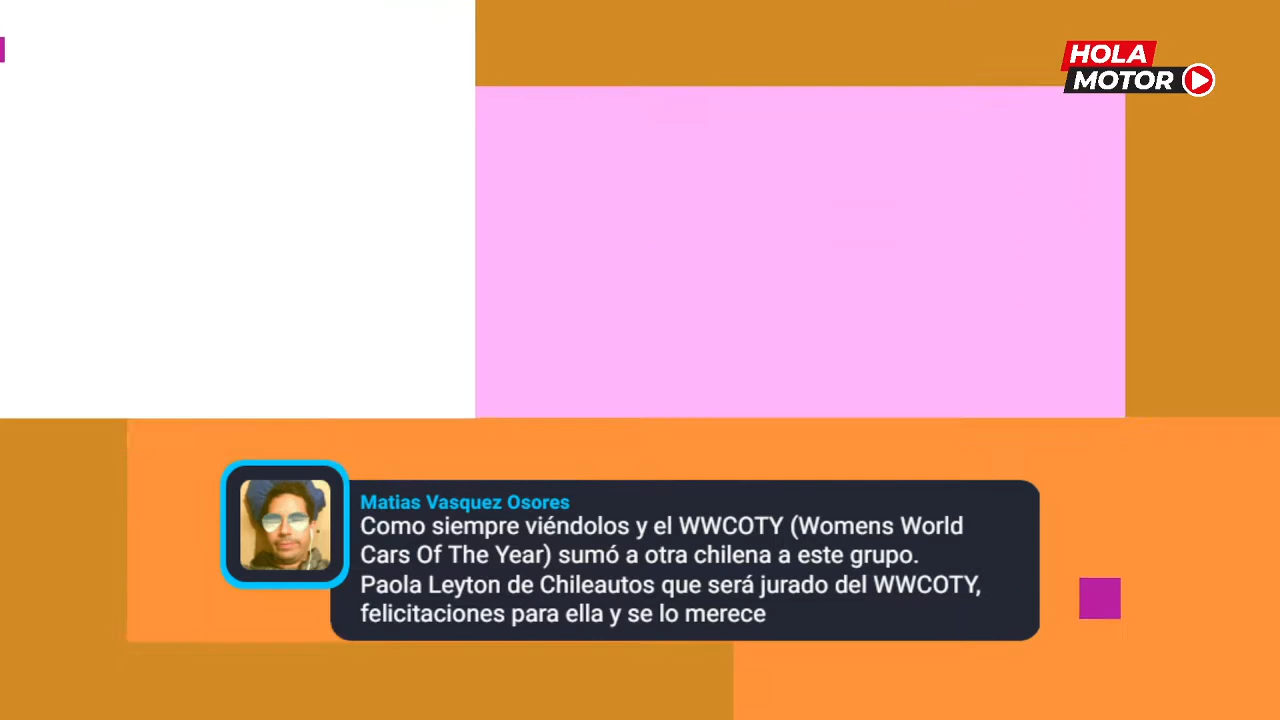 HOLA
MOTOR
Matias Vasquez Osores
Como siempre viéndolos y el WWCOTY (Womens World
Cars Of The Year) sumó a otra chilena a este grupo.
Paola Leyton de Chileautos que será jurado del WWCOTY,
felicitaciones para ella y se lo merece